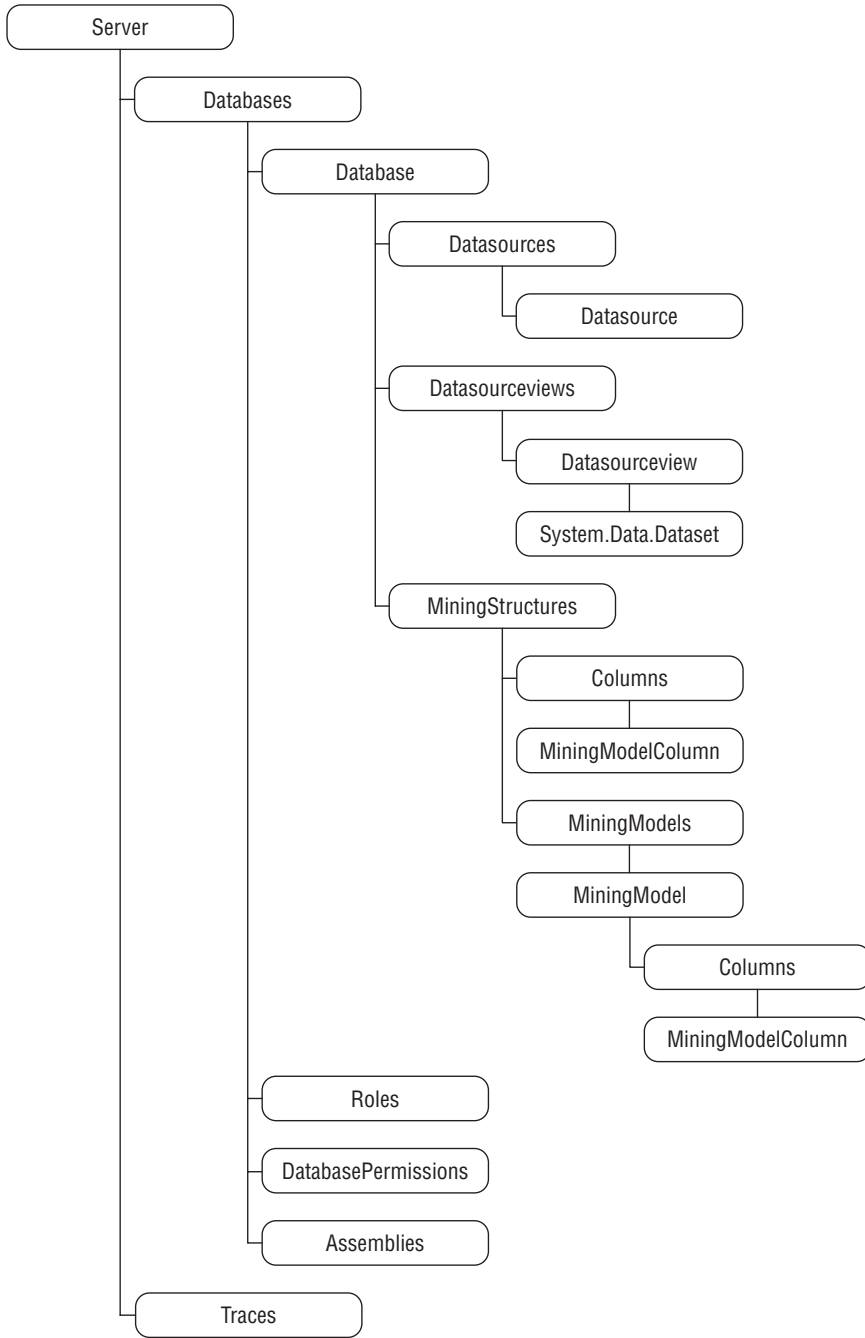 Server
Databases
Database
Datasources
Datasource
Datasourceviews
Datasourceview
System.Data.Dataset
MiningStructures
Columns
MiningModelColumn
MiningModels
MiningModel
Columns
MiningModelColumn
Roles
DatabasePermissions
Assemblies
Traces